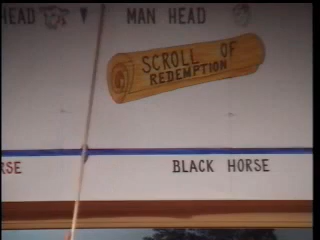 HEAD MAN HEAD
SCROLL OF
REDEMPTION
RSE BLACK HORSE